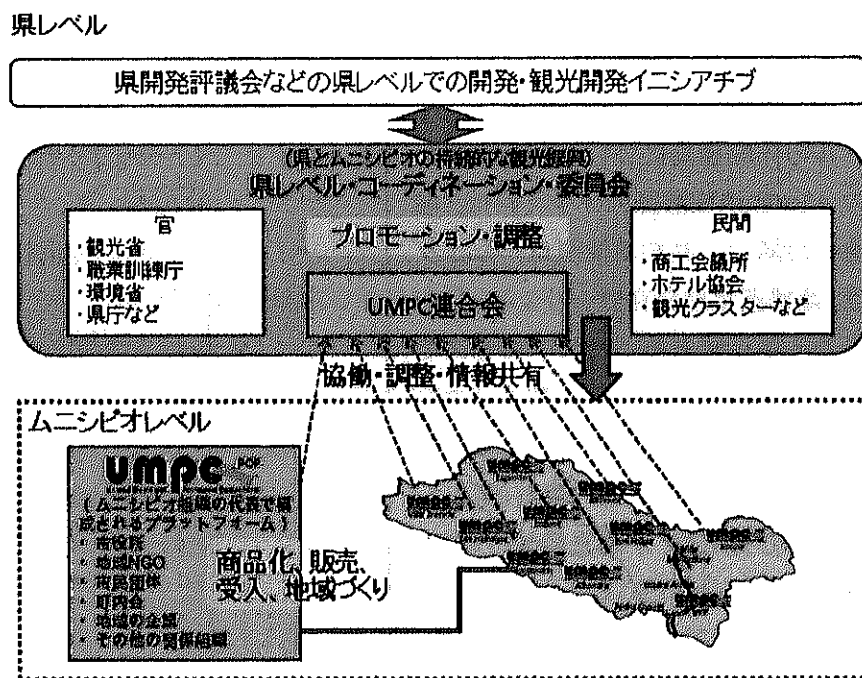 県レベル
県開発評議会などの県レベルでの開発・観光開発イニシアチブ
(県とムニシピオの持続的な観光振興)
県レベル・コーディネーション・委員会
官
・観光省
・職業訓練庁
・環境省
・県庁など
プロモーション・調整
UMPC連合会
民間
・商工会議所
・ホテル協会
・観光クラスターなど
協働・調整・情報共有
ムニシピオレベル
umpc PCP
(ムニシピオ組織の代表で構
成されるプラットフォーム)
・市役所
・地域NGO
・市民団体
・町内会
・地域の企業
・その他の関係組織
商品化、販売、
受入、地域づくり